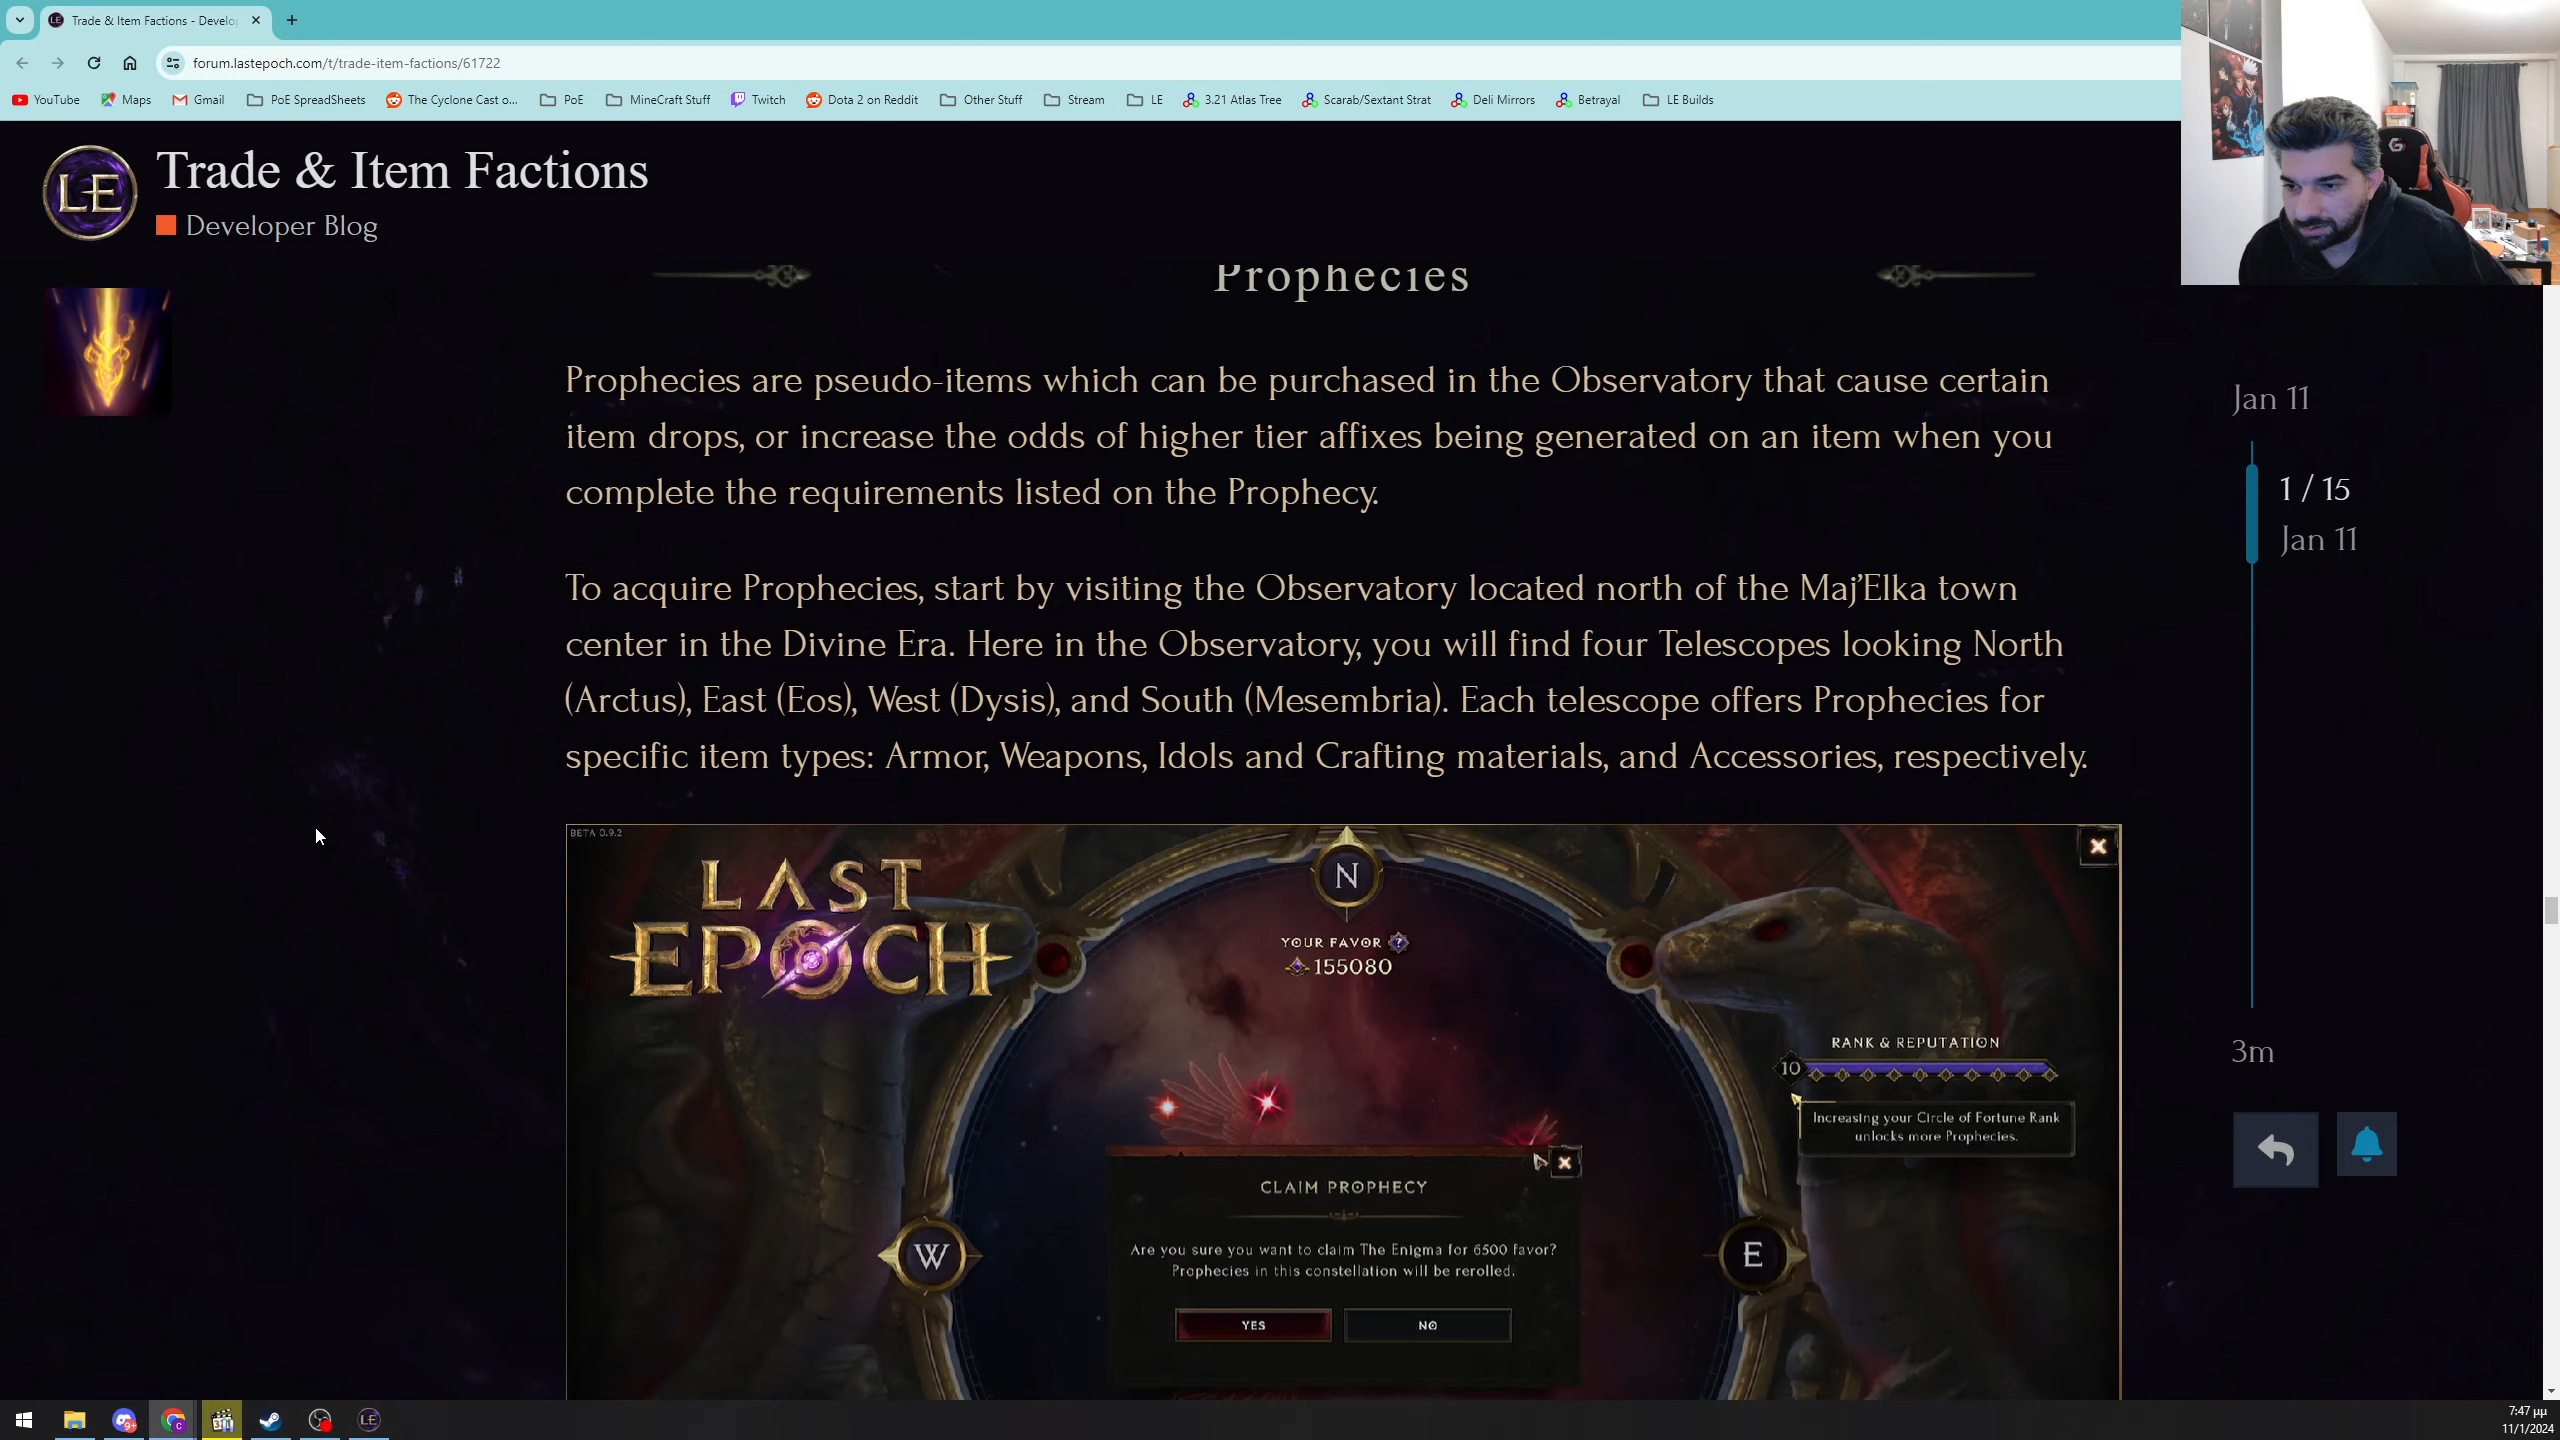 Trade & Item Factions - Develo
forum.lastepoch.com/t/trade-item-factions/61722
YouTube
Maps
Gmail
PoE SpreadSheets
The Cyclone Cast o...
PoE
MineCraft Stuff
Twitch
Dota 2 on Reddit
Other Stuff
Stream
LE
3.21 Atlas Tree
Scarab/Sextant Strat
Deli Mirrors
Betrayal
LE Builds
LE
Trade & Item Factions
Developer Blog
Prophecies
Prophecies are pseudo-items which can be purchased in the Observatory that cause certain
item drops, or increase the odds of higher tier affixes being generated on an item when you
complete the requirements listed on the Prophecy.
To acquire Prophecies, start by visiting the Observatory located north of the Maj'Elka town
center in the Divine Era. Here in the Observatory, you will find four Telescopes looking North
(Arctus), East (Eos), West (Dysis), and South (Mesembria). Each telescope offers Prophecies for
specific item types: Armor, Weapons, Idols and Crafting materials, and Accessories, respectively.
Jan 11
1 / 15
Jan 11
3m
BETA 0.9.2
LAST
EPOCH
N
YOUR FAVOR ?
155080
RANK & REPUTATION
10
Increasing your Circle of Fortune Rank
unlocks more Prophecies.
CLAIM PROPHECY
Are you sure you want to claim The Enigma for 6500 favor?
Prophecies in this constellation will be rerolled.
YES
NO
W
E
9+
LE
7:47 μμ
11/1/2024